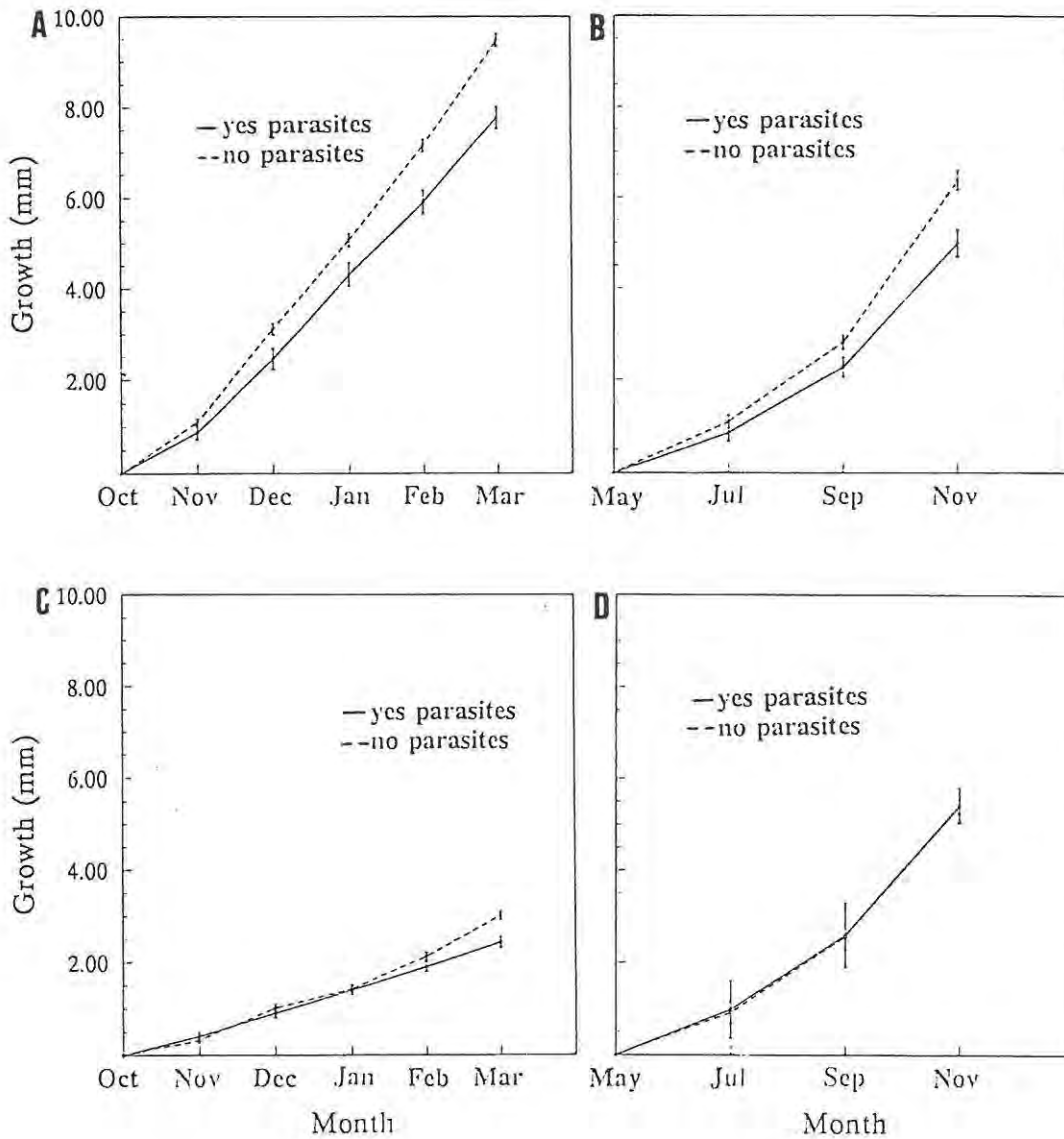 A
B
10.00
8.00
6.00
4.00
2.00
Growth (mm)
yes parasites
no parasites
yes parasites
no parasites
Oct Nov Dec Jan Feb Mar
May Jul Sep Nov
C
D
10.00
8.00
6.00
4.00
2.00
Growth (mm)
yes parasites
no parasites
yes parasites
no parasites
Oct Nov Dec Jan Feb Mar
May Jul Sep Nov
Month
Month